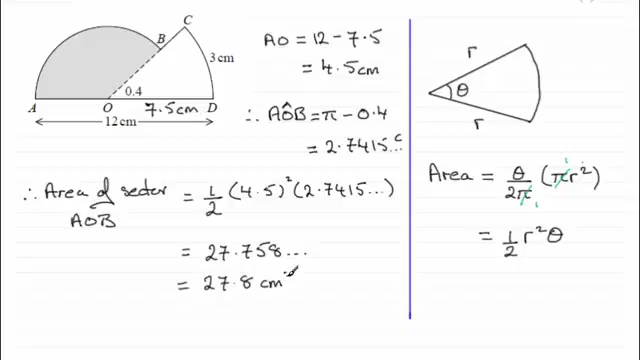 C
B
3 cm
0.4
A
O
7.5cm
D
12 cm
AO = 12 - 7.5
= 4.5cm
∴ AÔB = π - 0.4
= 2.7415...ᶜ
∴ Area of sector = 1/2 (4.5)² (2.7415...)
AOB
= 27.758...
= 27.8 cm²
r
θ
r
Area = θ/2π (πr²)
1
1
= 1/2 r²θ